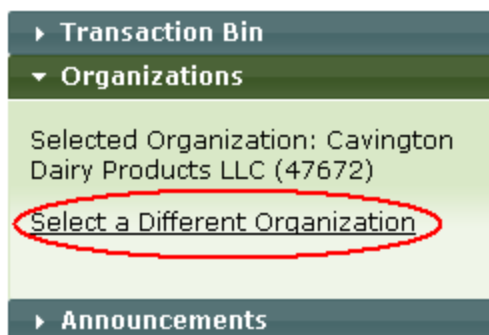 Transaction Bin
Organizations
Selected Organization: Cavington
Dairy Products LLC (47672)
Select a Different Organization
Announcements